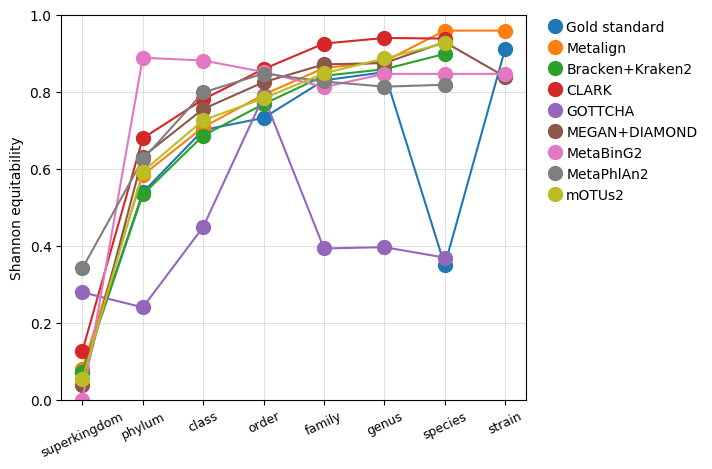 1.0
0.8
0.6
0.4
0.2
0.0
Shannon equitability
superkingdom
phylum
class
order
family
genus
species
strain
Gold standard
Metalign
Bracken+Kraken2
CLARK
GOTTCHA
MEGAN+DIAMOND
MetaBinG2
MetaPhlAn2
mOTUs2